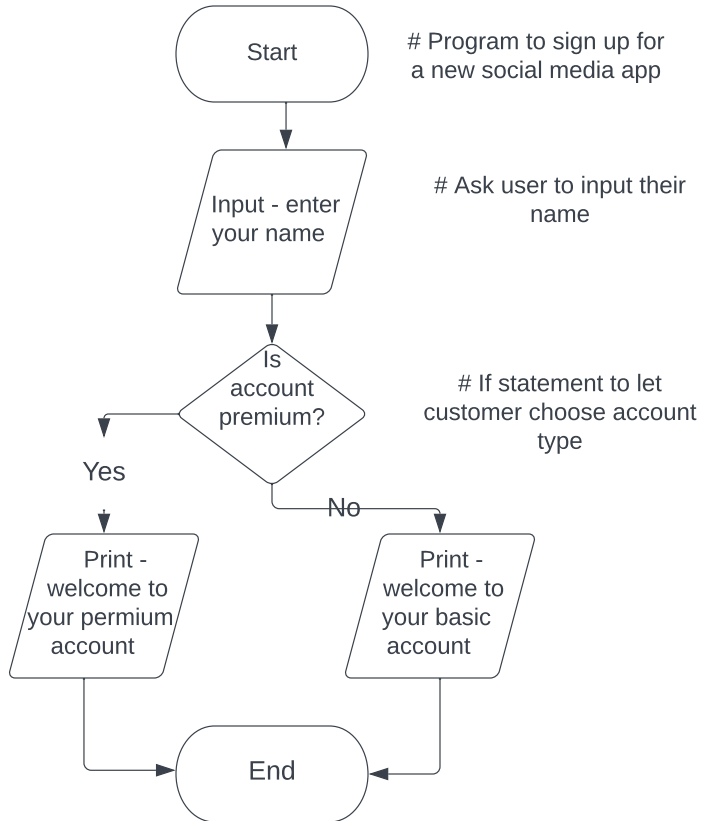 Start
# Program to sign up for
a new social media app
Input - enter
your name
# Ask user to input their
name
Is
account
premium?
# If statement to let
customer choose account
type
Yes
No
Print -
welcome to
your permium
account
Print -
welcome to
your basic
account
End